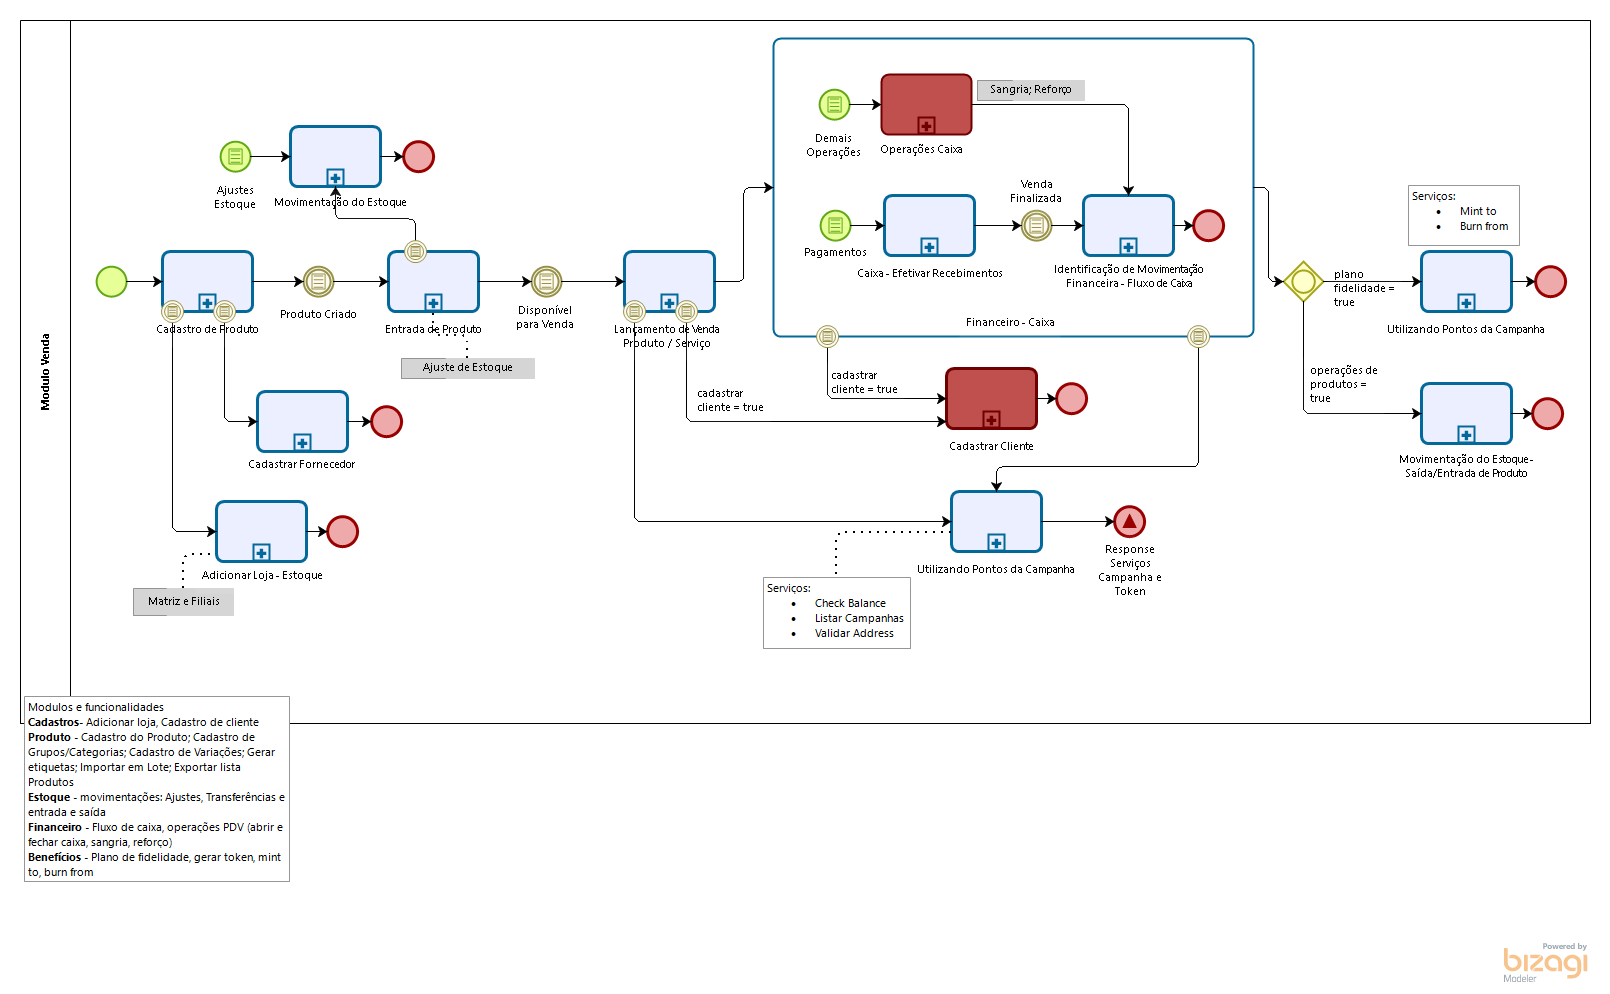 Modulo Venda
Ajustes
Estoque
Movimentação do Estoque
Cadastro de Produto
Produto Criado
Entrada de Produto
Ajuste de Estoque
Disponível
para Venda
Lançamento de Venda
Produto / Serviço
Cadastrar Fornecedor
Adicionar Loja - Estoque
Matriz e Filiais
Demais
Operações
Operações Caixa
Sangria; Reforço
Pagamentos
Caixa - Efetivar Recebimentos
Venda
Finalizada
Identificação de Movimentação
Financeira - Fluxo de Caixa
Financeiro - Caixa
cadastrar
cliente = true
cadastrar
cliente = true
Cadastrar Cliente
Utilizando Pontos da Campanha
Response
Serviços
Campanha e
Token
Serviços:
• Check Balance
• Listar Campanhas
• Validar Address
Serviços:
• Mint to
• Burn from
plano
fidelidade =
true
Utilizando Pontos da Campanha
operações de
produtos =
true
Movimentação do Estoque-
Saída/Entrada de Produto
Modulos e funcionalidades
Cadastros- Adicionar loja, Cadastro de cliente
Produto - Cadastro do Produto; Cadastro de
Grupos/Categorias; Cadastro de Variações; Gerar
etiquetas; Importar em Lote; Exportar lista
Produtos
Estoque - movimentações: Ajustes, Transferências e
entrada e saída
Financeiro - Fluxo de caixa, operações PDV (abrir e
fechar caixa, sangria, reforço)
Benefícios - Plano de fidelidade, gerar token, mint
to, burn from
Powered by
bizagi
Modeler